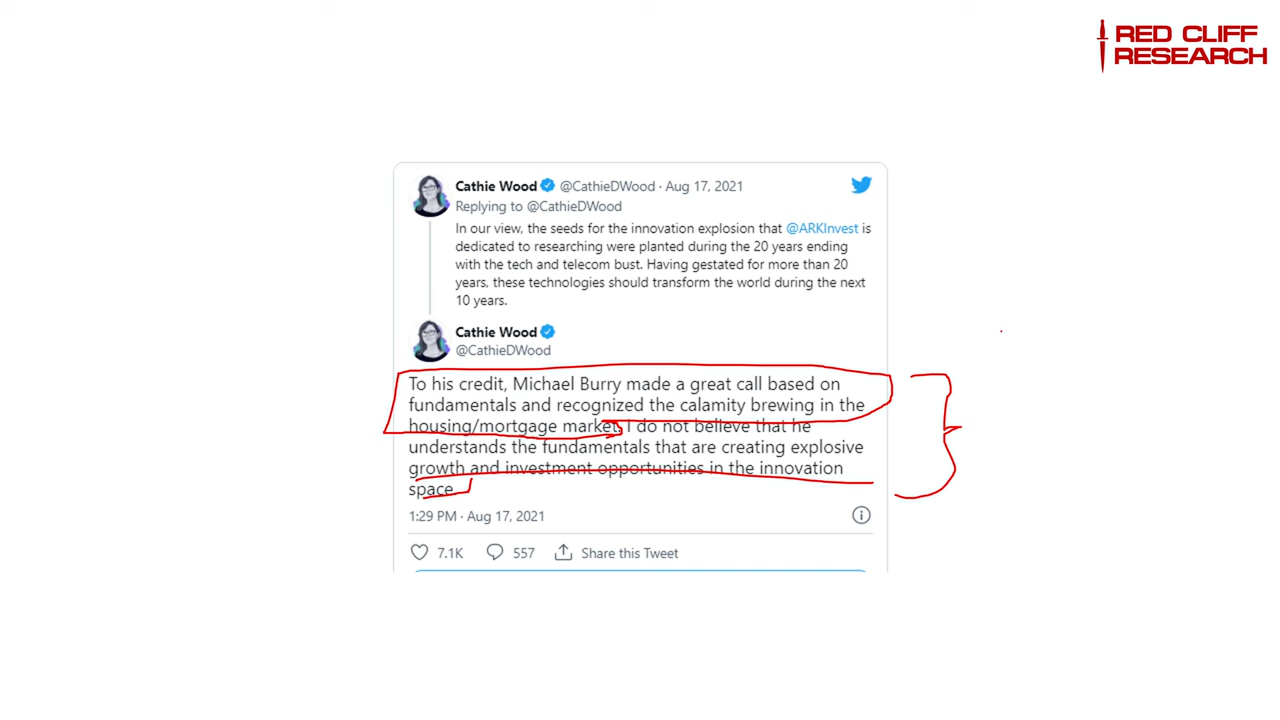 RED CLIFF
RESEARCH
Cathie Wood @CathieDWood · Aug 17, 2021
Replying to @CathieDWood
In our view, the seeds for the innovation explosion that @ARKInvest is
dedicated to researching were planted during the 20 years ending
with the tech and telecom bust. Having gestated for more than 20
years, these technologies should transform the world during the next
10 years.
Cathie Wood
@CathieDWood
To his credit, Michael Burry made a great call based on
fundamentals and recognized the calamity brewing in the
housing/mortgage market. I do not believe that he
understands the fundamentals that are creating explosive
growth and investment opportunities in the innovation
space.
1:29 PM · Aug 17, 2021
7.1K 557 Share this Tweet